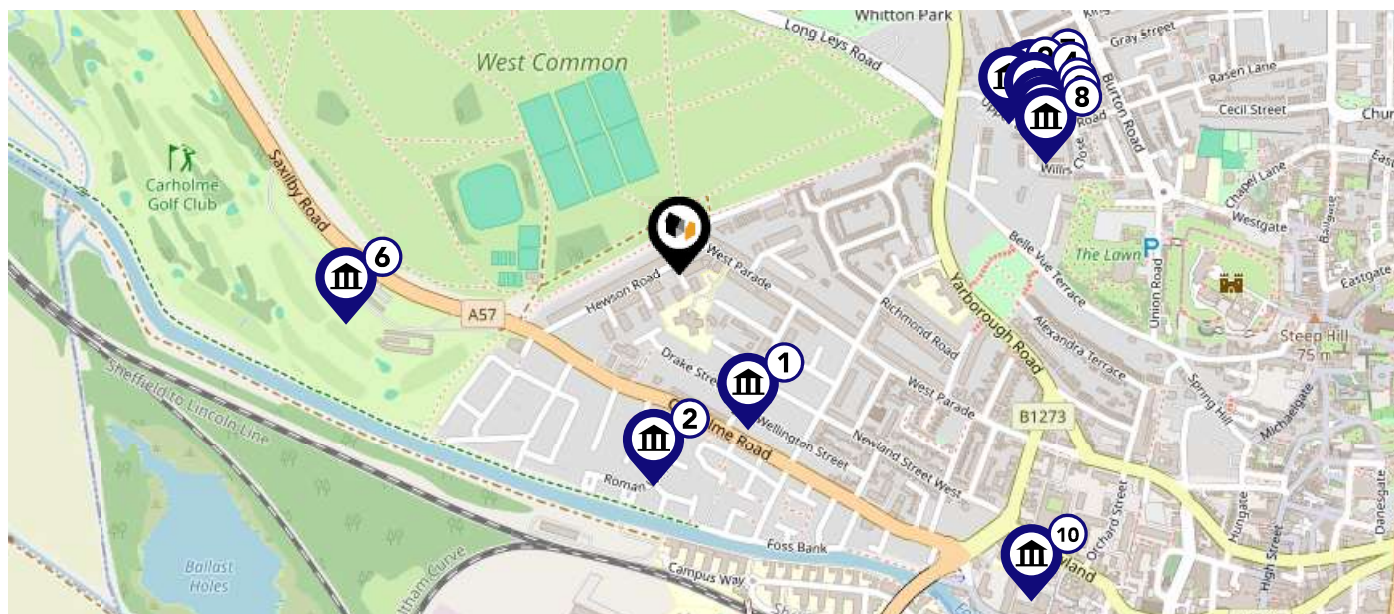 Whitton Park
Long Leys Road
West Common
Gray Street
Rasen Lane
Burton Road
Cecil Street
8
Willis Close
Carholme
Golf Club
Saxilby Road
6
A57
Hewson Road
West Parade
Belle Vue Terrace
The Lawn
P
Union Road
Chapel Lane
Westgate
Bailgate
Eastgate
Steep Hill
75 m
Yarborough Road
Richmond Road
Alexandra Terrace
Spring Hill
Michaelgate
Drake
1
2
West Parade
B1273
Wellington Street
Newland Street West
Roman
Sheffield to Lincoln Line
Foss Bank
Campus Way
Ballast
Holes
10
Orchard Street
Hungate
High Street
Danesgate